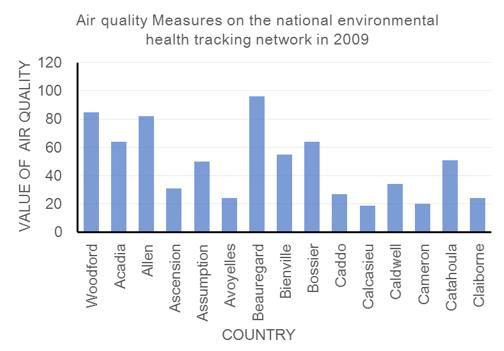 Air quality Measures on the national environmental
health tracking network in 2009
VALUE OF AIR QUALITY
120
100
80
60
40
20
0
Woodford
Acadia
Allen
Ascension
Assumption
Avoyelles
Beauregard
Bienville
Bossier
Caddo
Calcasieu
Caldwell
Cameron
Catahoula
Claiborne
COUNTRY